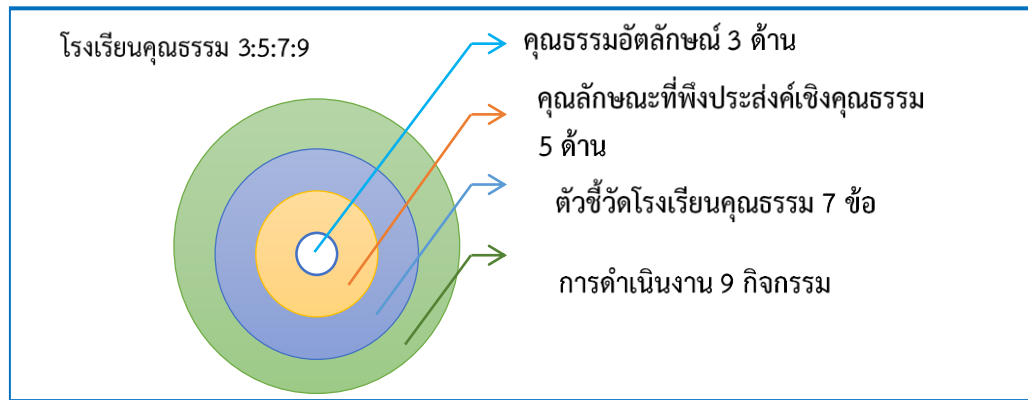 โรงเรียนคุณธรรม 3:5:7:9
คุณธรรมอัตลักษณ์ 3 ด้าน
คุณลักษณะที่พึงประส่งค์เชิงคุณธรรม
5 ด้าน
ตัวชี้วัดโรงเรียนคุณธรรม 7 ข้อ
การดำเนินงาน 9 กิจกรรม